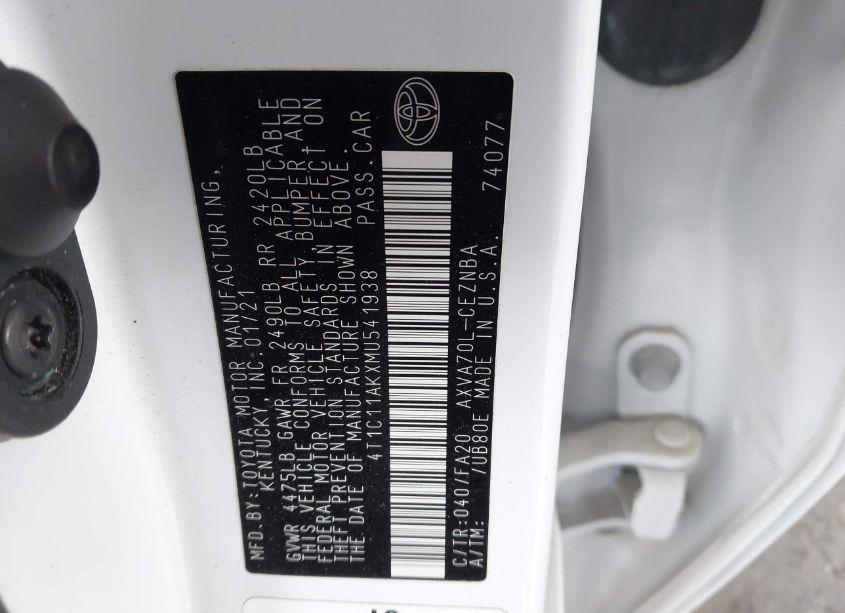 MFD.BY:TOYOTA MOTOR MANUFACTURING,
KENTUCKY, INC. 01/21
GVWR 4475LB GAWR FR 2490LB RR 2420LB
THIS VEHICLE CONFORMS TO ALL APPLICABLE
FEDERAL MOTOR VEHICLE SAFETY, BUMPER AND
THEFT PREVENTION STANDARDS IN EFFECT ON
THE DATE OF MANUFACTURE SHOWN ABOVE.
4T1C11AKXMU541938 PASS.CAR
C/TR:040/FA20 AXVA70L-CEZNBA
A/TM: /UB80E MADE IN U.S.A. 74077